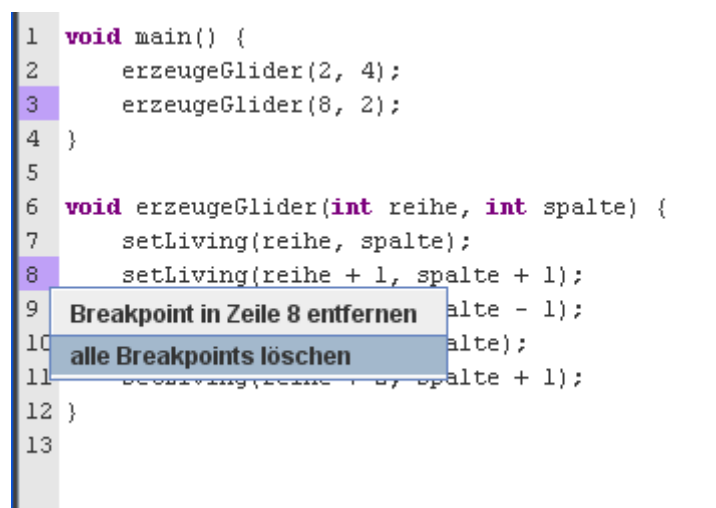 1 void main() {
2 erzeugeGlider(2, 4);
3 erzeugeGlider(8, 2);
4 }
5
6 void erzeugeGlider(int reihe, int spalte) {
7 setLiving(reihe, spalte);
8 setLiving(reihe + 1, spalte + 1);
9 Breakpoint in Zeile 8 entfernen - 1);
10 alle Breakpoints löschen
11 spalte + 1);
12 }
13